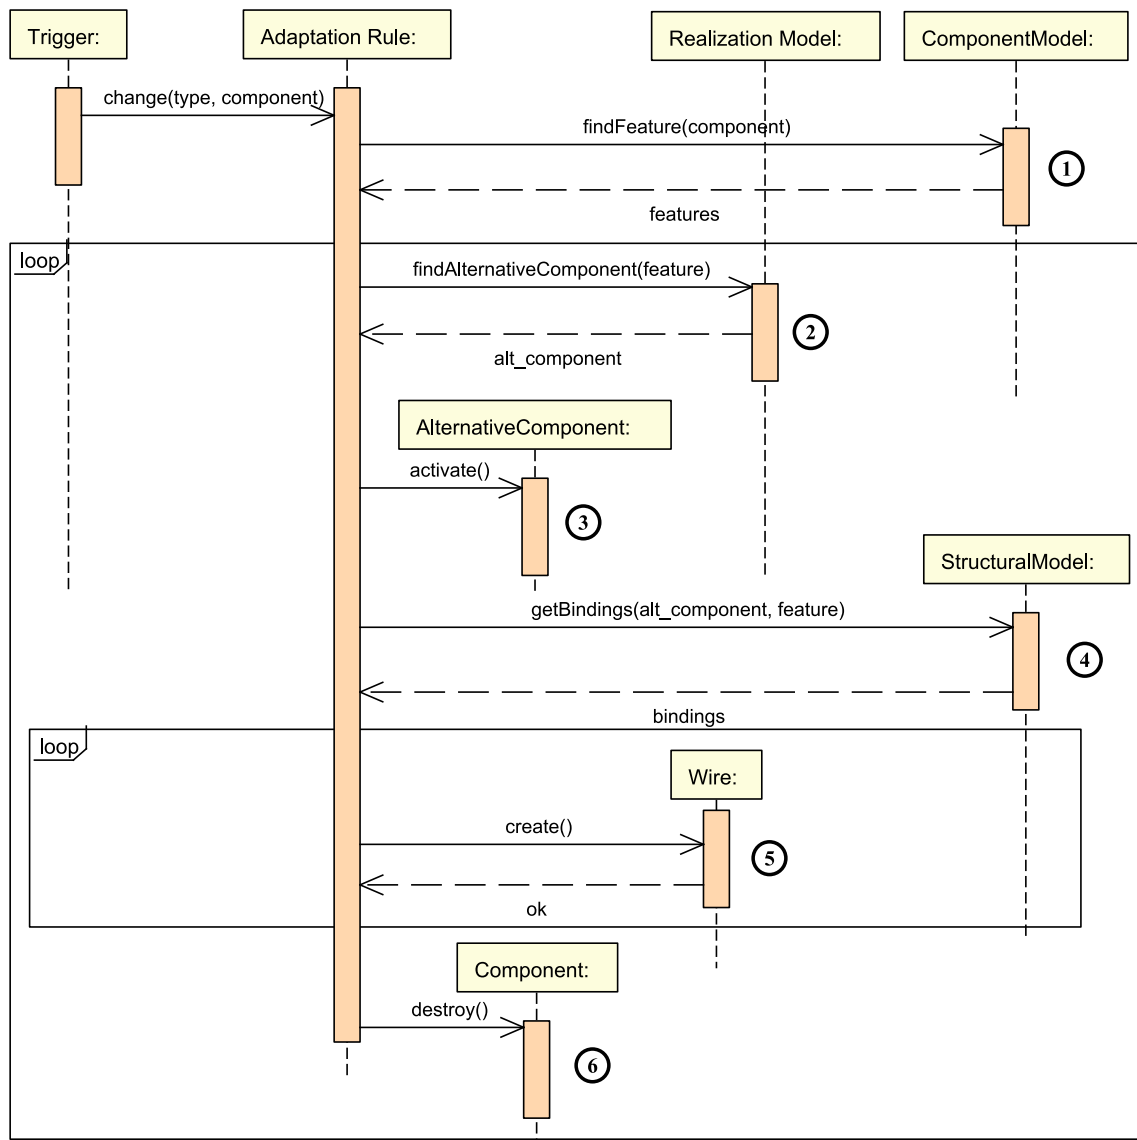 Trigger:
Adaptation Rule:
Realization Model:
ComponentModel:
change(type, component)
findFeature(component)
1
features
loop
findAlternativeComponent(feature)
2
alt_component
AlternativeComponent:
activate()
3
StructuralModel:
getBindings(alt_component, feature)
4
bindings
loop
Wire:
create()
5
ok
Component:
destroy()
6